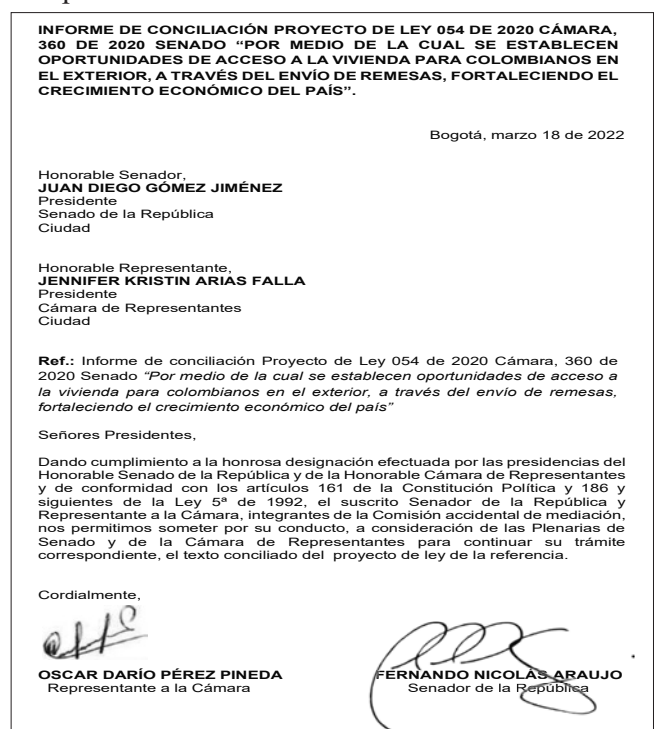 INFORME DE CONCILIACIÓN PROYECTO DE LEY 054 DE 2020 CÁMARA,
360 DE 2020 SENADO “POR MEDIO DE LA CUAL SE ESTABLECEN
OPORTUNIDADES DE ACCESO A LA VIVIENDA PARA COLOMBIANOS EN
EL EXTERIOR, A TRAVÉS DEL ENVÍO DE REMESAS, FORTALECIENDO EL
CRECIMIENTO ECONÓMICO DEL PAÍS”.
Bogotá, marzo 18 de 2022
Honorable Senador,
JUAN DIEGO GÓMEZ JIMÉNEZ
Presidente
Senado de la República
Ciudad
Honorable Representante,
JENNIFER KRISTIN ARIAS FALLA
Presidente
Cámara de Representantes
Ciudad
Ref.: Informe de conciliación Proyecto de Ley 054 de 2020 Cámara, 360 de
2020 Senado “Por medio de la cual se establecen oportunidades de acceso a
la vivienda para colombianos en el exterior, a través del envío de remesas,
fortaleciendo el crecimiento económico del país”
Señores Presidentes,
Dando cumplimiento a la honrosa designación efectuada por las presidencias del
Honorable Senado de la República y de la Honorable Cámara de Representantes
y de conformidad con los artículos 161 de la Constitución Política y 186 y
siguientes de la Ley 5ª de 1992, el suscrito Senador de la República y
Representante a la Cámara, integrantes de la Comisión accidental de mediación,
nos permitimos someter por su conducto, a consideración de las Plenarias de
Senado y de la Cámara de Representantes para continuar su trámite
correspondiente, el texto conciliado del proyecto de ley de la referencia.
Cordialmente,
OSCAR DARÍO PÉREZ PINEDA FERNANDO NICOLÁS ARAUJO
Representante a la Cámara Senador de la República